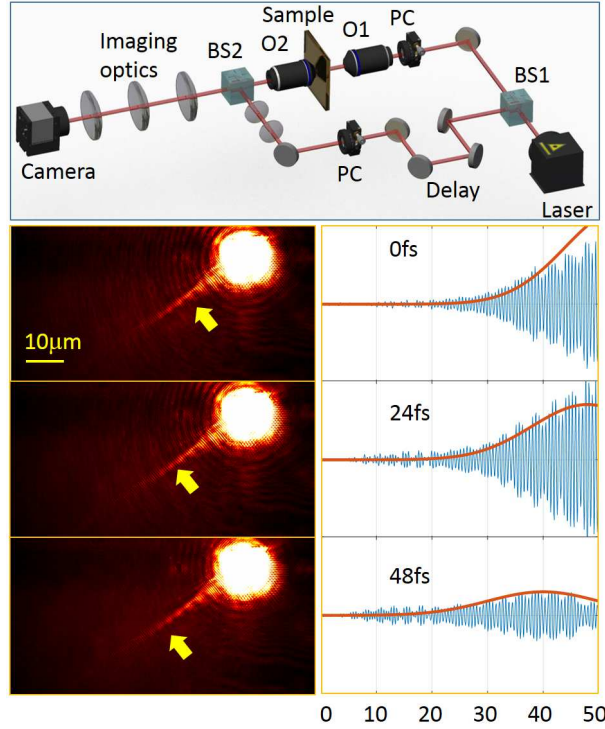 Sample
Imaging
optics
BS2
O2
O1
PC
BS1
Camera
PC
Delay
Laser
10μm
0fs
24fs
48fs
0 10 20 30 40 50